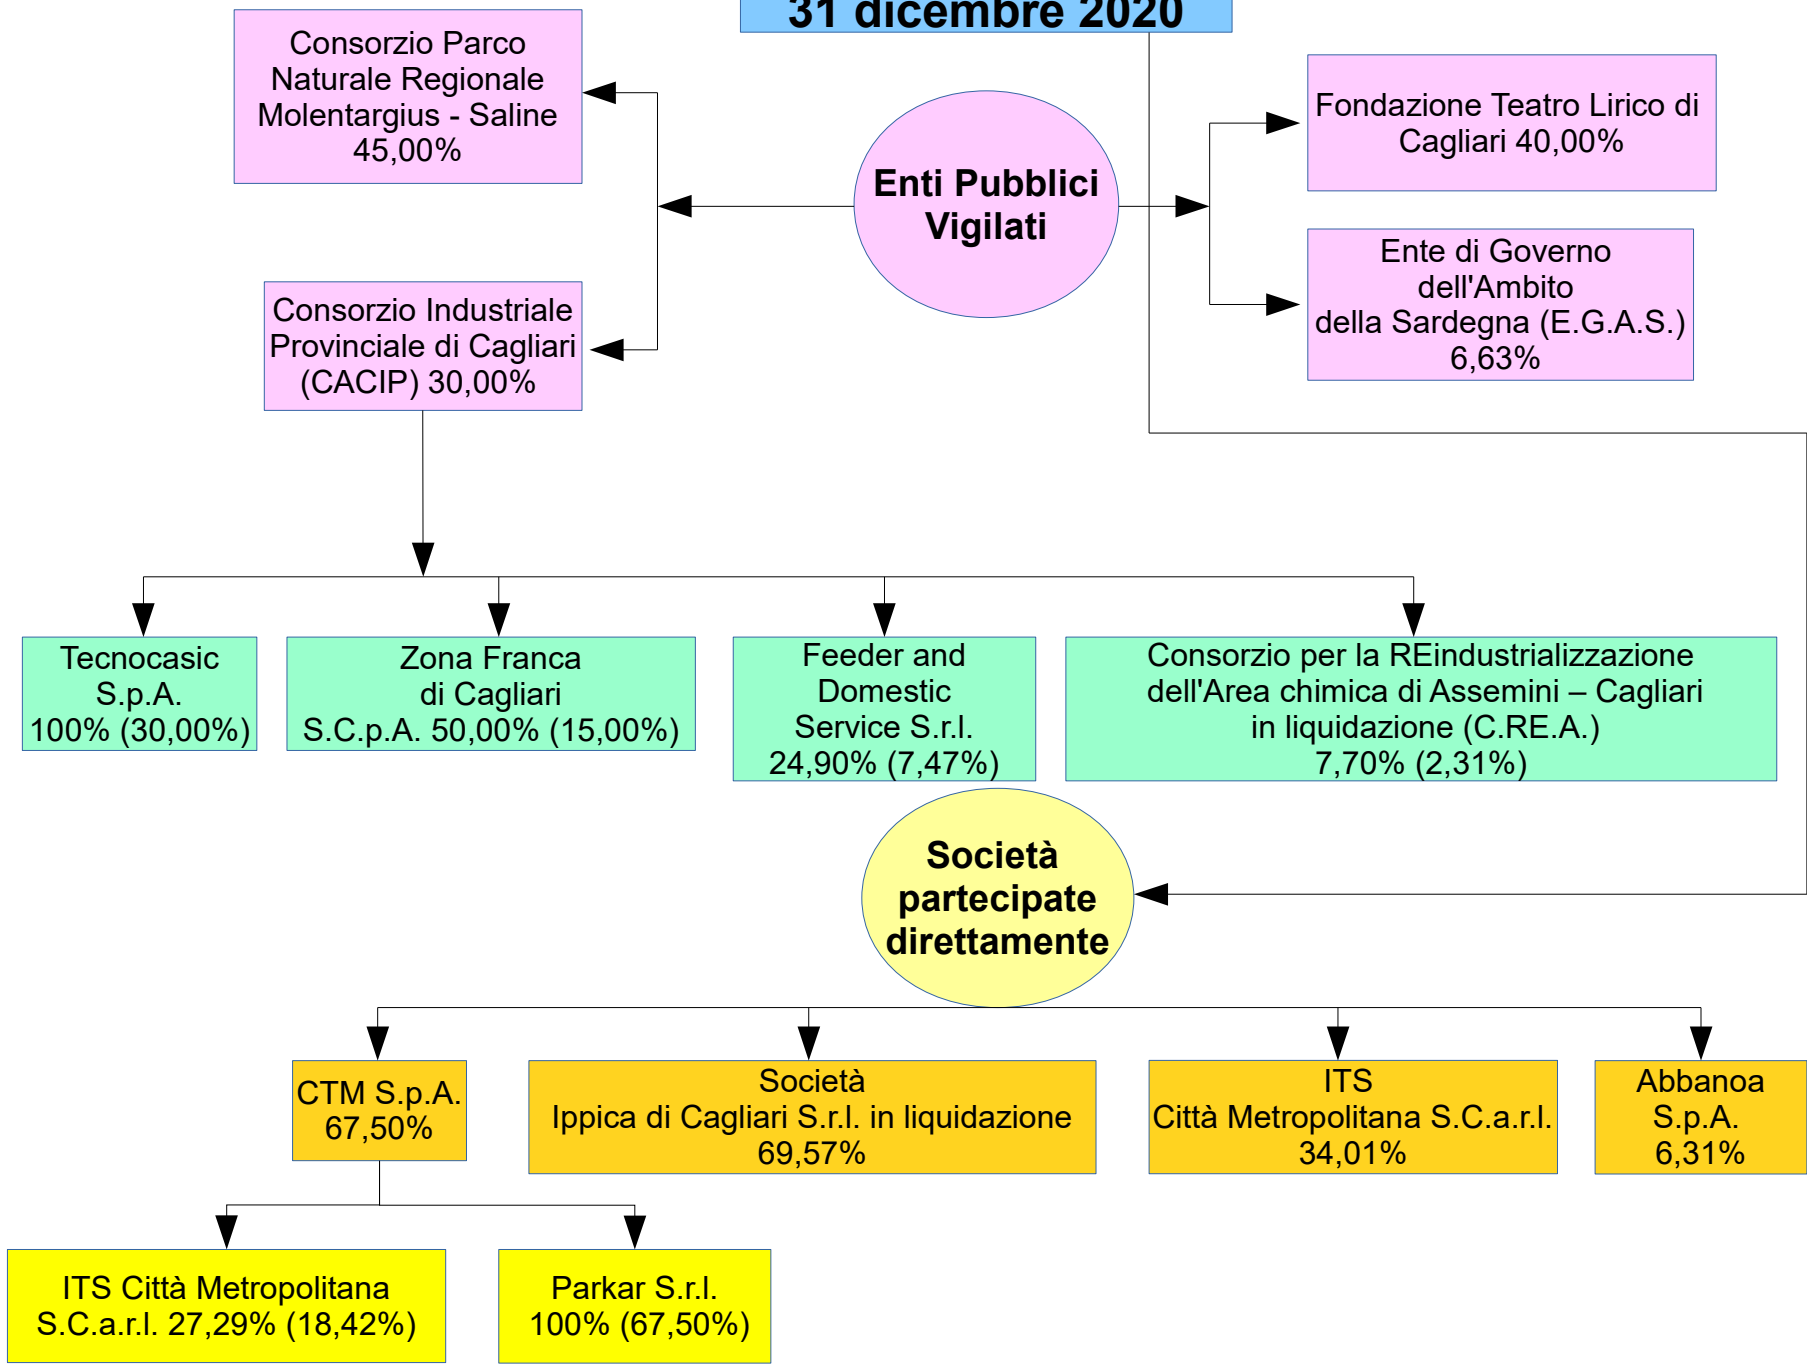 31 dicembre 2020
Consorzio Parco
Naturale Regionale
Molentargius - Saline
45,00%
Enti Pubblici
Vigilati
Fondazione Teatro Lirico di
Cagliari 40,00%
Ente di Governo
dell'Ambito
della Sardegna (E.G.A.S.)
6,63%
Consorzio Industriale
Provinciale di Cagliari
(CACIP) 30,00%
Tecnocasic
S.p.A.
100% (30,00%)
Zona Franca
di Cagliari
S.C.p.A. 50,00% (15,00%)
Feeder and
Domestic
Service S.r.l.
24,90% (7,47%)
Consorzio per la REindustrializzazione
dell'Area chimica di Assemini – Cagliari
in liquidazione (C.RE.A.)
7,70% (2,31%)
Società
partecipate
direttamente
CTM S.p.A.
67,50%
Società
Ippica di Cagliari S.r.l. in liquidazione
69,57%
ITS
Città Metropolitana S.C.a.r.l.
34,01%
Abbanoa
S.p.A.
6,31%
ITS Città Metropolitana
S.C.a.r.l. 27,29% (18,42%)
Parkar S.r.l.
100% (67,50%)